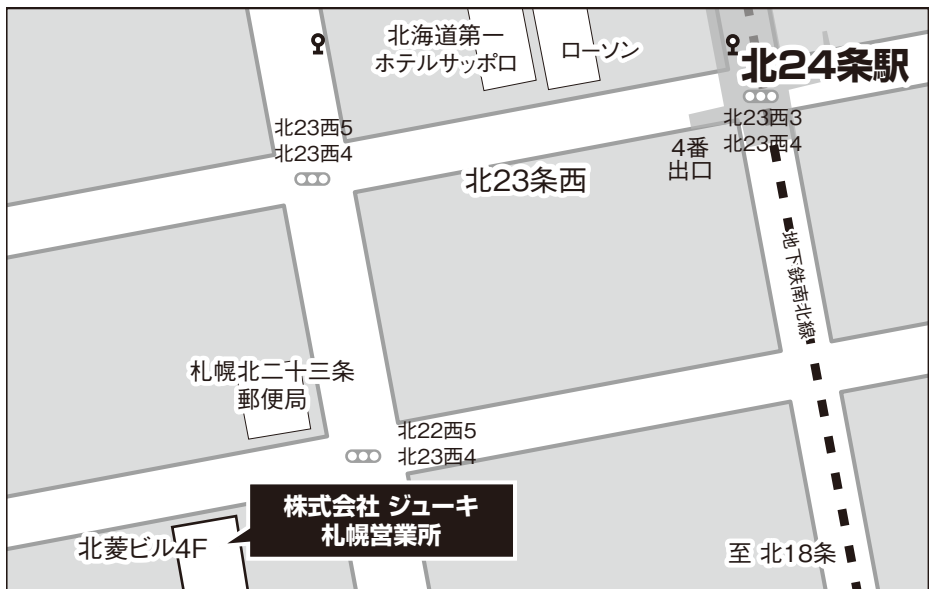 北海道第一
ホテルサッポロ
ローソン
北24条駅
北23西5
北23西4
北23西3
北23西4
4番
出口
北23条西
地下鉄南北線
札幌北二十三条
郵便局
北22西5
北23西4
株式会社 ジューキ
札幌営業所
北菱ビル4F
至 北18条